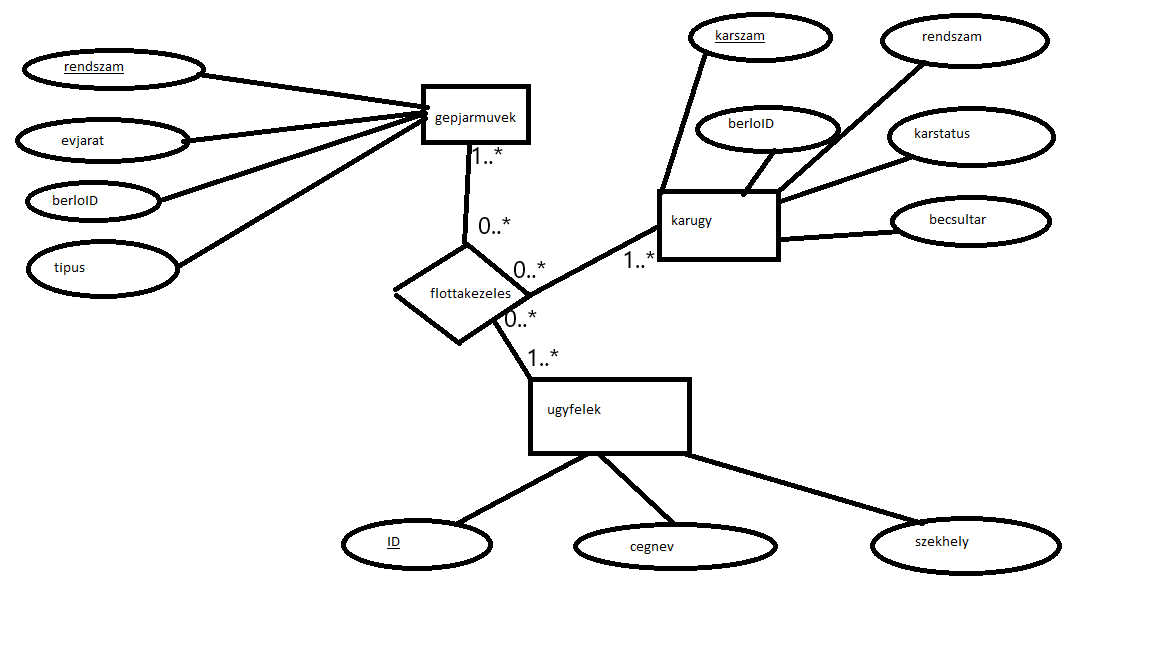 karszam
rendszam
rendszam
gepjarmuvek
berloID
karstatus
evjarat
1..*
berloID
karugy
becsultar
0..*
tipus
0..*
1..*
flottakezeles
0..*
1..*
ugyfelek
ID
cegnev
szekhely